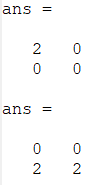 ans =
2 0
0 0
ans =
0 0
2 2